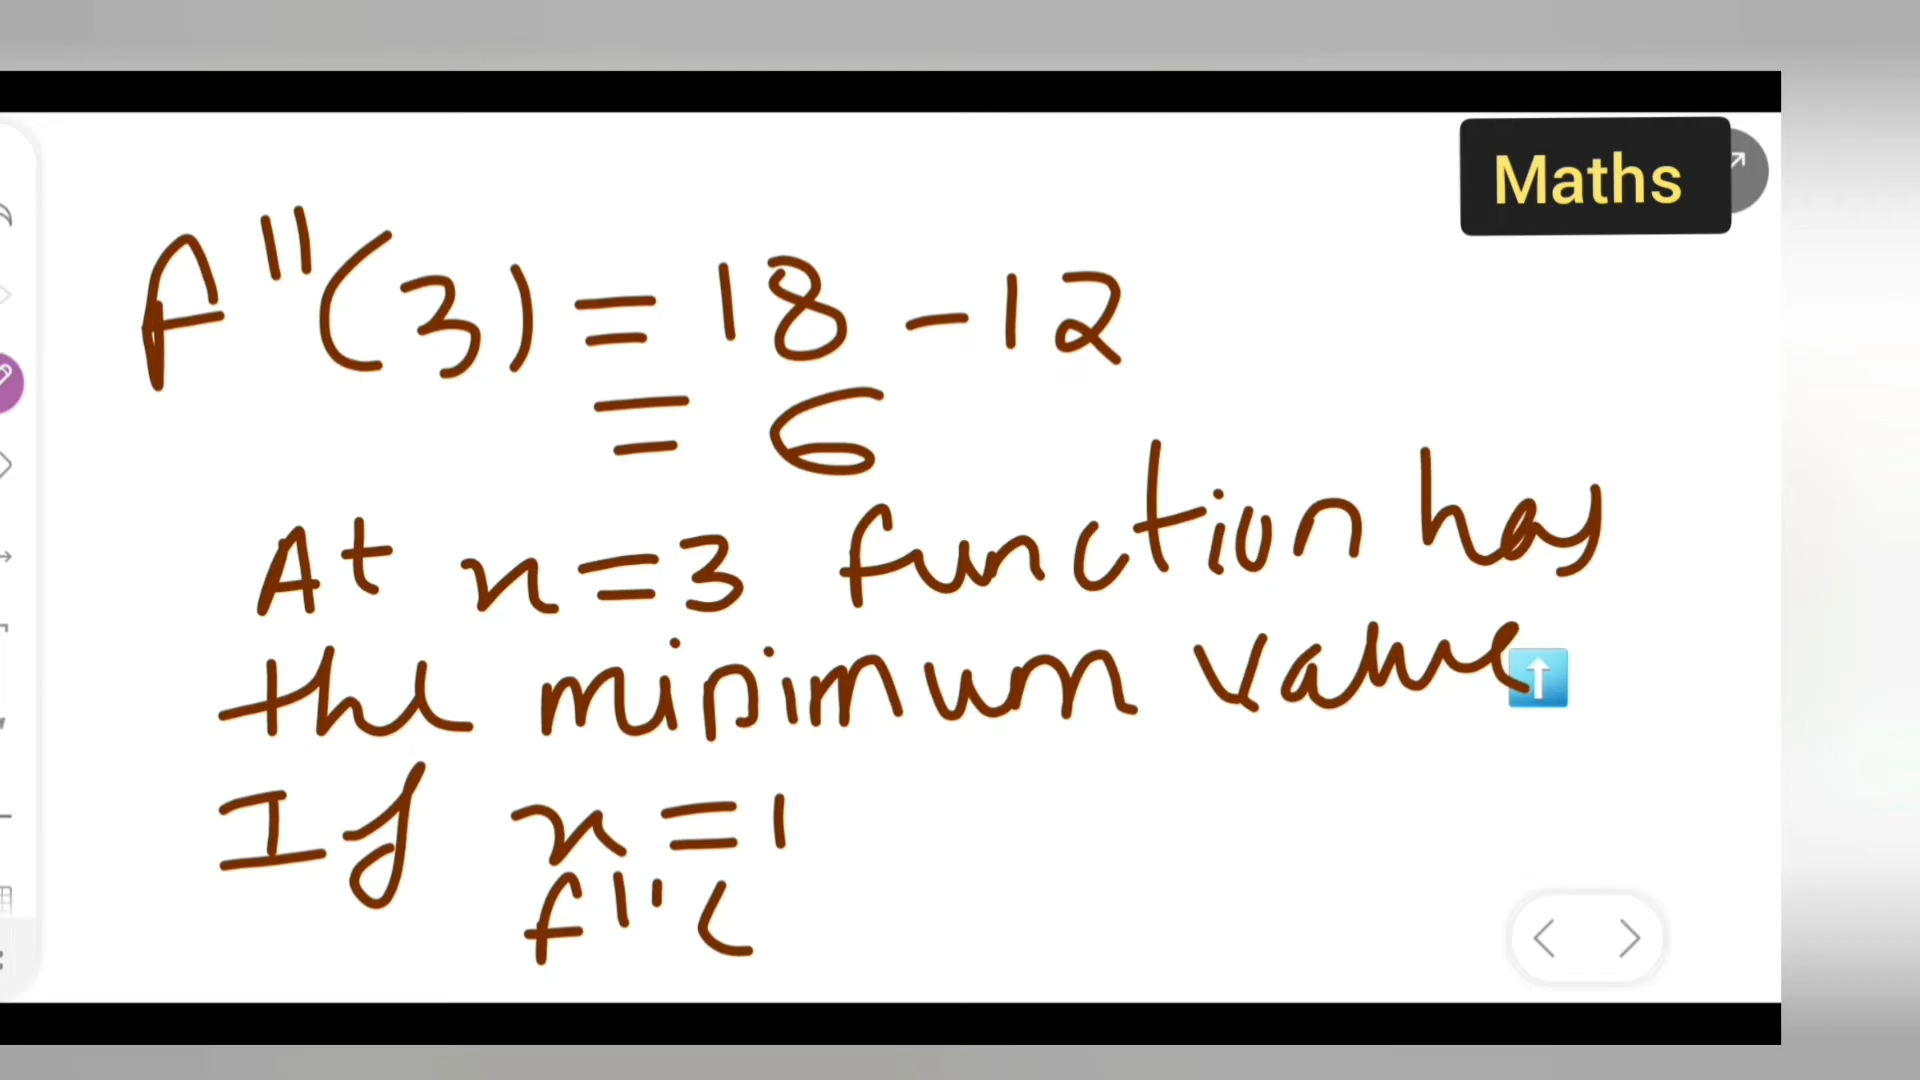 Maths
f"(3) = 18 - 12
= 6
At x = 3 function has
the minimum value
If x = 1
f"(